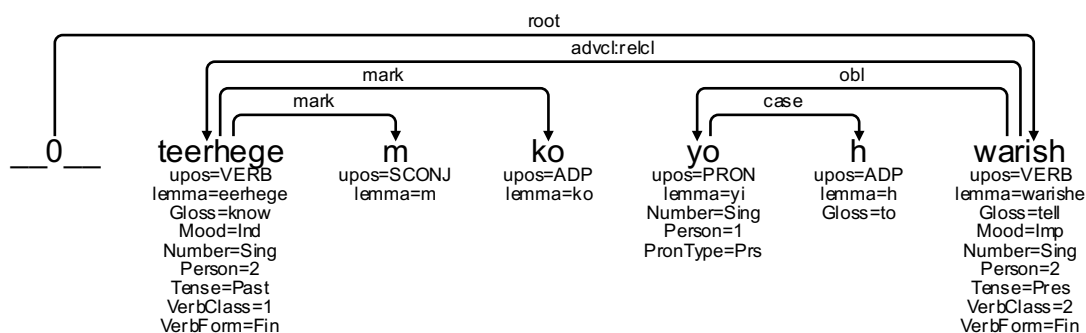 root
advcl:relcl
mark obl
mark case
__0__ teerhege m ko yo h warish
upos=VERB upos=SCONJ upos=ADP upos=PRON upos=ADP upos=VERB
lemma=eerhege lemma=m lemma=ko lemma=yi lemma=h lemma=warishe
Gloss=know Number=Sing Gloss=to Gloss=tell
Mood=Ind Person=1 Mood=Imp
Number=Sing PronType=Prs Number=Sing
Person=2 Person=2
Tense=Past Tense=Pres
VerbClass=1 VerbClass=2
VerbForm=Fin VerbForm=Fin